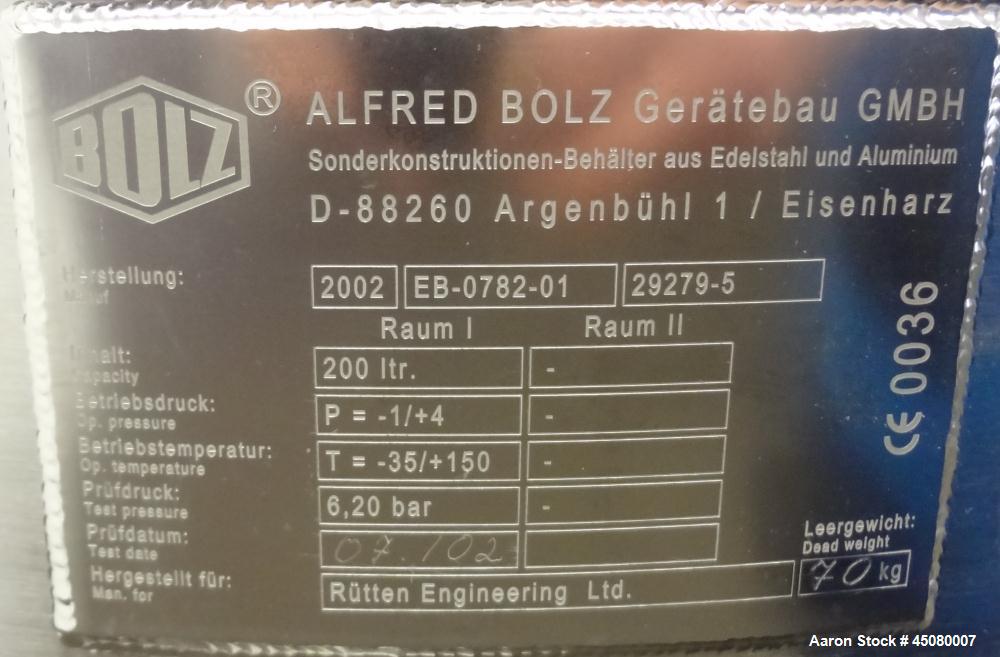 BOLZ ® ALFRED BOLZ Gerätebau GMBH
Sonderkonstruktionen-Behälter aus Edelstahl und Aluminium
D-88260 Argenbühl 1 / Eisenharz
Herstellung: 2002 EB-0782-01 29279-5
Raum I Raum II
Inhalt: 200 ltr. -
Capacity
Betriebsdruck: P = -1/+4 -
Op. pressure
Betriebstemperatur: T = -35/+150 -
Op. temperature
Prüfdruck: 6,20 bar -
Test pressure
Prüfdatum: 07./02
Test date
Hergestellt für: Rütten Engineering Ltd.
Man. for
Leergewicht:
Dead weight
70 kg
CE 0036
Aaron Stock # 45080007